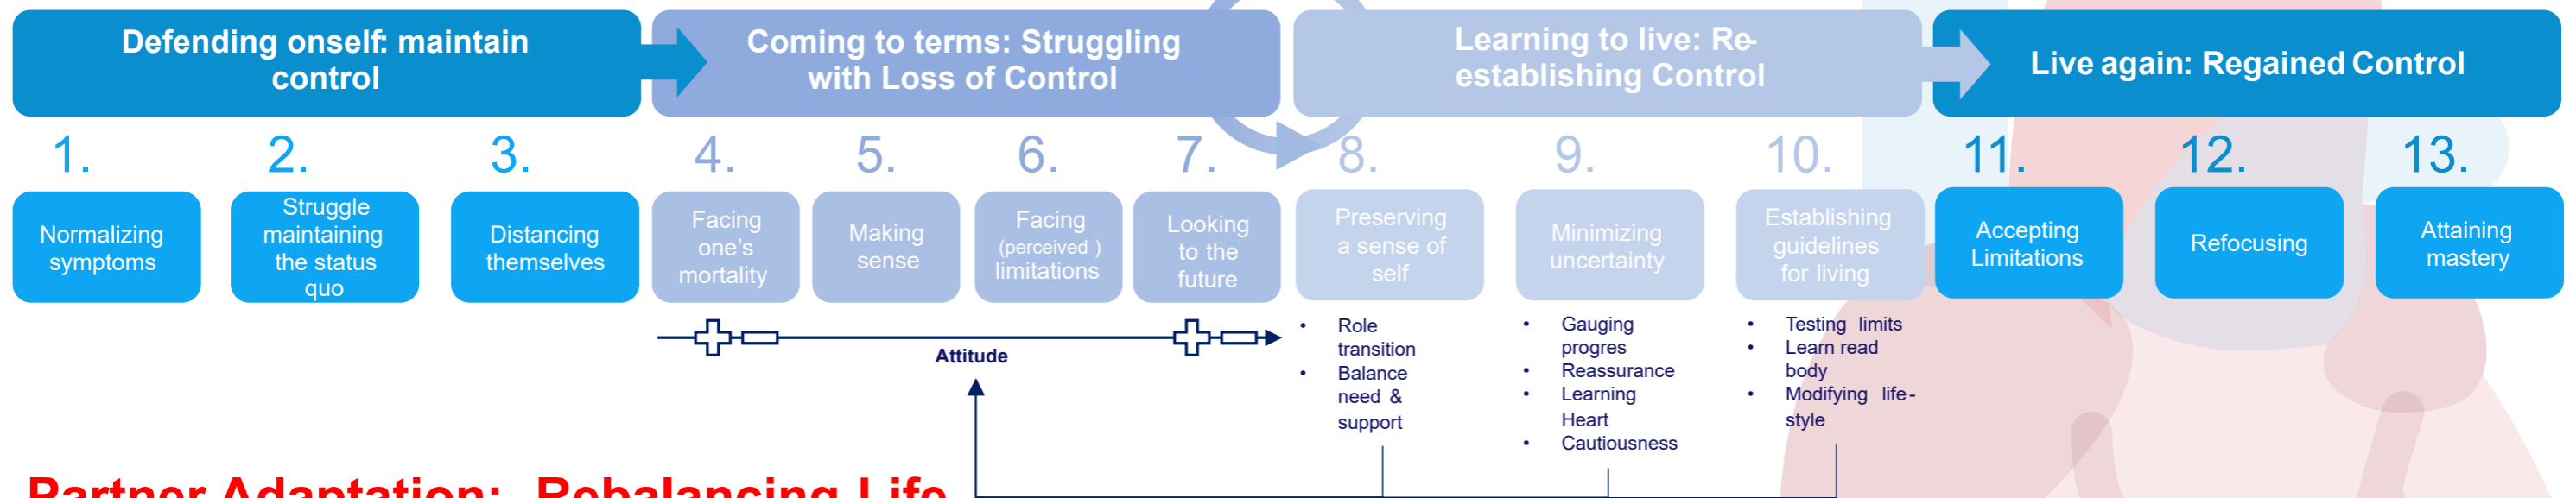 Defending onself: maintain
control
Coming to terms: Struggling
with Loss of Control
Learning to live: Re-
establishing Control
Live again: Regained Control
1.
2.
3.
4.
5.
6.
7.
8.
9.
10.
11.
12.
13.
Normalizing
symptoms
Struggle
maintaining
the status
quo
Distancing
themselves
Facing
one's
mortality
Making
sense
Facing
(perceived )
limitations
Looking
to the
future
Preserving
a sense of
self
Minimizing
uncertainty
Establishing
guidelines
for living
Accepting
Limitations
Refocusing
Attaining
mastery
Attitude
• Role
transition
• Balance
need &
support
• Gauging
progres
• Reassurance
• Learning
Heart
• Cautiousness
• Testing limits
• Learn read
body
• Modifying life-
style
Partner Adaptation: Rebalancing Life